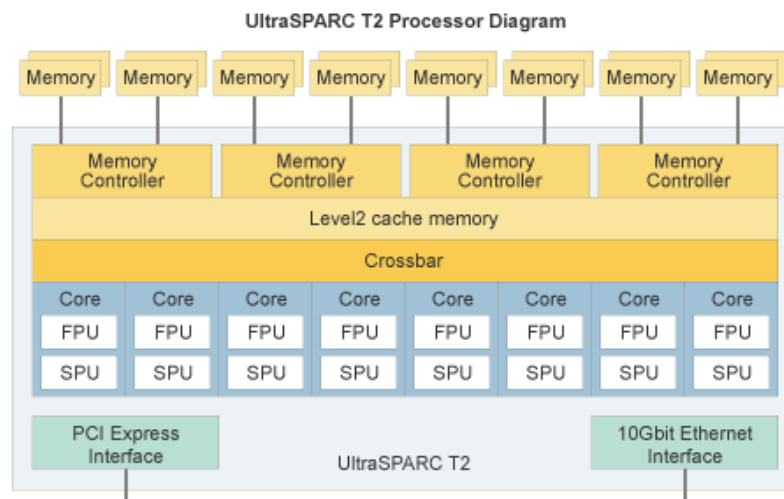 UltraSPARC T2 Processor Diagram
Memory Memory Memory Memory Memory Memory Memory Memory
Memory Controller
Memory Controller
Memory Controller
Memory Controller
Level2 cache memory
Crossbar
Core Core Core Core Core Core Core Core
FPU FPU FPU FPU FPU FPU FPU FPU
SPU SPU SPU SPU SPU SPU SPU SPU
PCI Express
Interface
UltraSPARC T2
10Gbit Ethernet
Interface